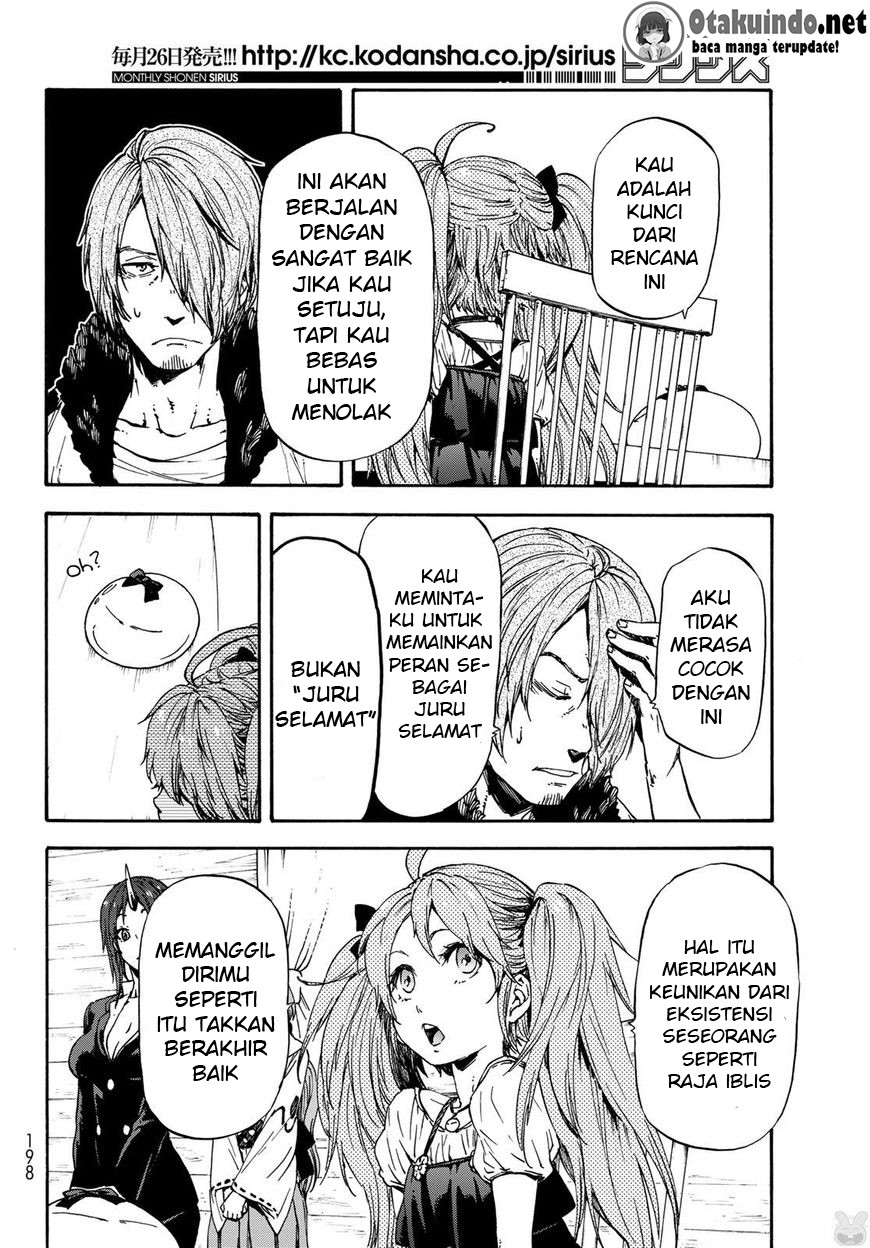 Otakuindo.net
baca manga terupdate!
毎月26日発売!!! http://kc.kodansha.co.jp/sirius
MONTHLY SHONEN SIRIUS
シリウス
KAU
ADALAH
KUNCI
DARI
RENCANA
INI
INI AKAN
BERJALAN
DENGAN
SANGAT BAIK
JIKA KAU
SETUJU,
TAPI KAU
BEBAS
UNTUK
MENOLAK
AKU
TIDAK
MERASA
COCOK
DENGAN
INI
KAU
MEMINTA-
KU UNTUK
MEMAINKAN
PERAN SE-
BAGAI
JURU
SELAMAT
BUKAN
"JURU
SELAMAT"
Oh?
HAL ITU
MERUPAKAN
KEUNIKAN DARI
EKSISTENSI
SESEORANG
SEPERTI
RAJA IBLIS
MEMANGGIL
DIRIMU
SEPERTI
ITU TAKKAN
BERAKHIR
BAIK
198